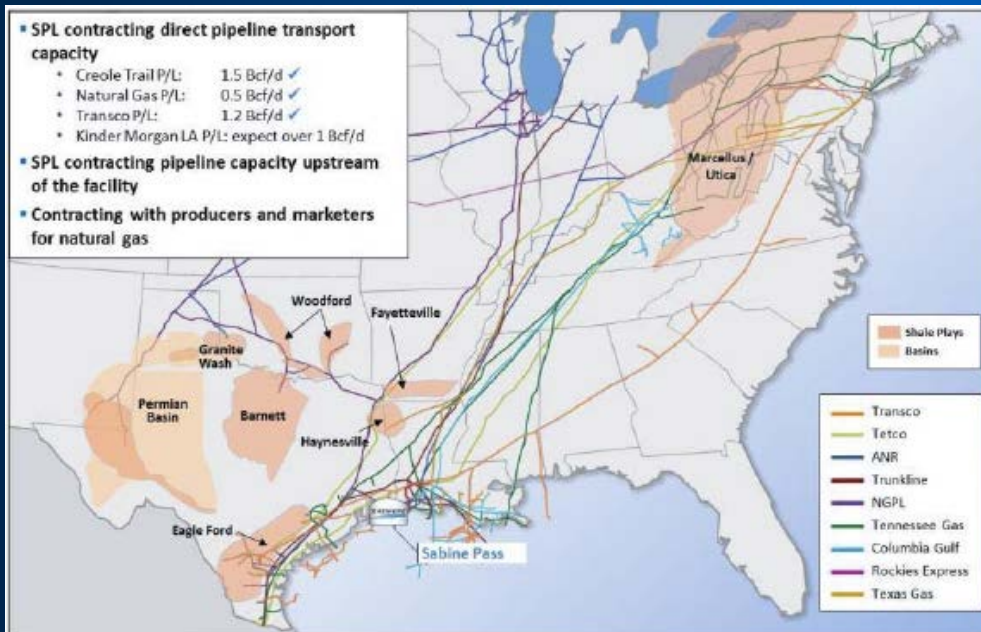 ▪ SPL contracting direct pipeline transport
capacity
• Creole Trail P/L: 1.5 Bcf/d ✓
• Natural Gas P/L: 0.5 Bcf/d ✓
• Transco P/L: 1.2 Bcf/d ✓
• Kinder Morgan LA P/L: expect over 1 Bcf/d
▪ SPL contracting pipeline capacity upstream
of the facility
▪ Contracting with producers and marketers
for natural gas
Marcellus /
Utica
Woodford
Fayetteville
Granite
Wash
Permian
Basin
Barnett
Haynesville
Eagle Ford
Sabine Pass
Shale Plays
Basins
Transco
Tetco
ANR
Trunkline
NGPL
Tennessee Gas
Columbia Gulf
Rockies Express
Texas Gas